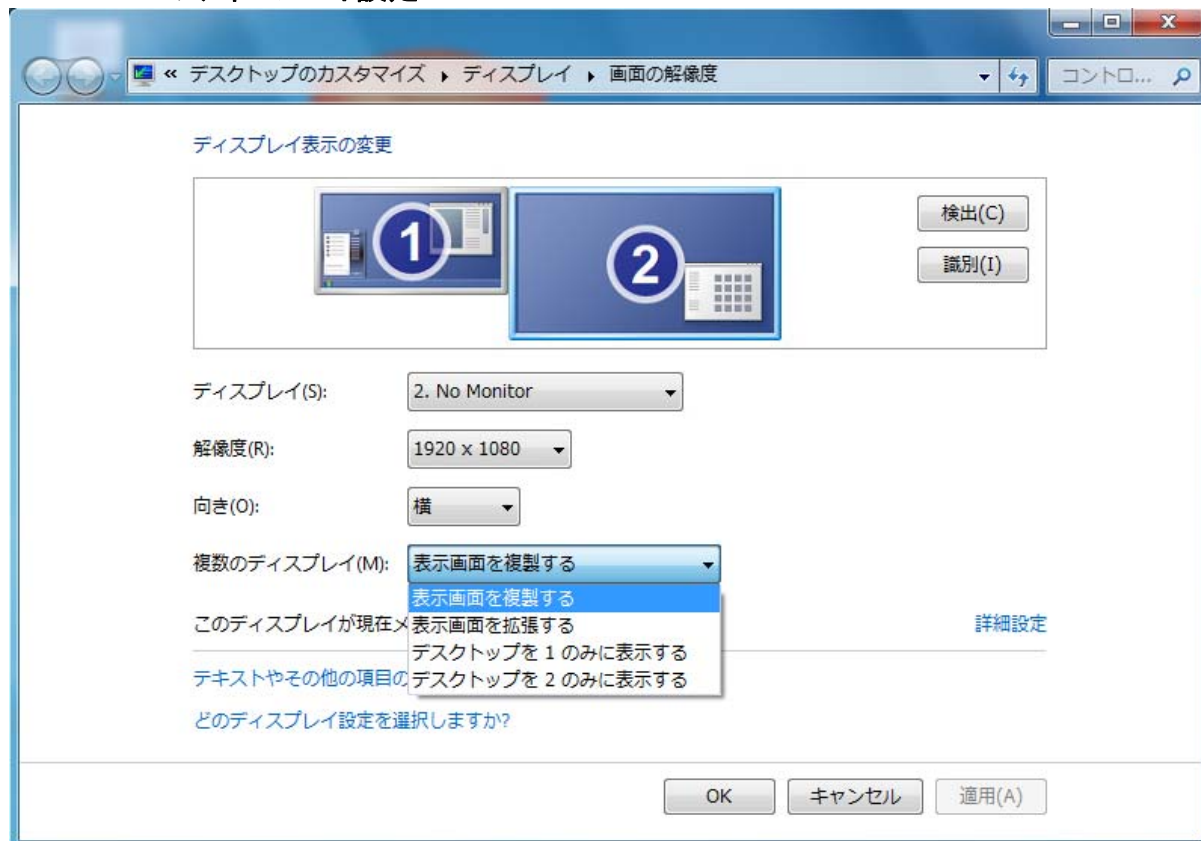 設定
« デスクトップのカスタマイズ ▸ ディスプレイ ▸ 画面の解像度
コントロ...
ディスプレイ表示の変更
1
2
検出(C)
識別(I)
ディスプレイ(S): 2. No Monitor
解像度(R): 1920 x 1080
向き(O): 横
複数のディスプレイ(M): 表示画面を複製する
表示画面を複製する
このディスプレイが現在メ 表示画面を拡張する 詳細設定
デスクトップを 1 のみに表示する
テキストやその他の項目の デスクトップを 2 のみに表示する
どのディスプレイ設定を選択しますか?
OK キャンセル 適用(A)